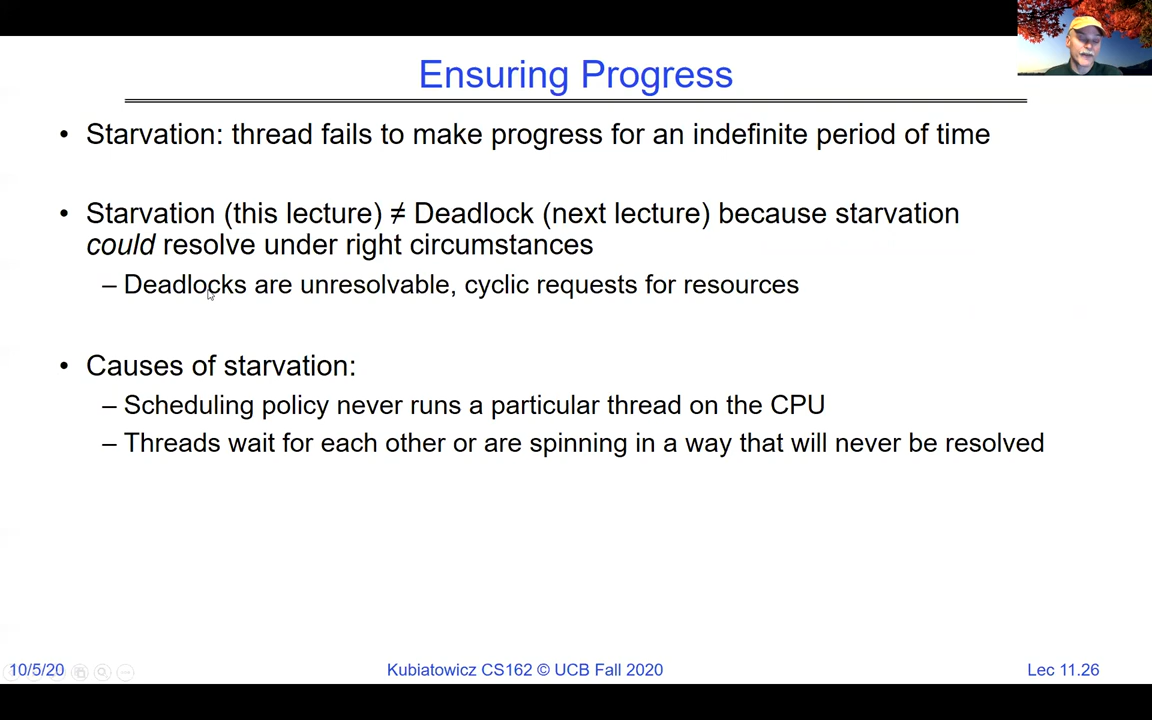 Ensuring Progress
• Starvation: thread fails to make progress for an indefinite period of time
• Starvation (this lecture) ≠ Deadlock (next lecture) because starvation
could resolve under right circumstances
– Deadlocks are unresolvable, cyclic requests for resources
• Causes of starvation:
– Scheduling policy never runs a particular thread on the CPU
– Threads wait for each other or are spinning in a way that will never be resolved
10/5/20
Kubiatowicz CS162 © UCB Fall 2020
Lec 11.26